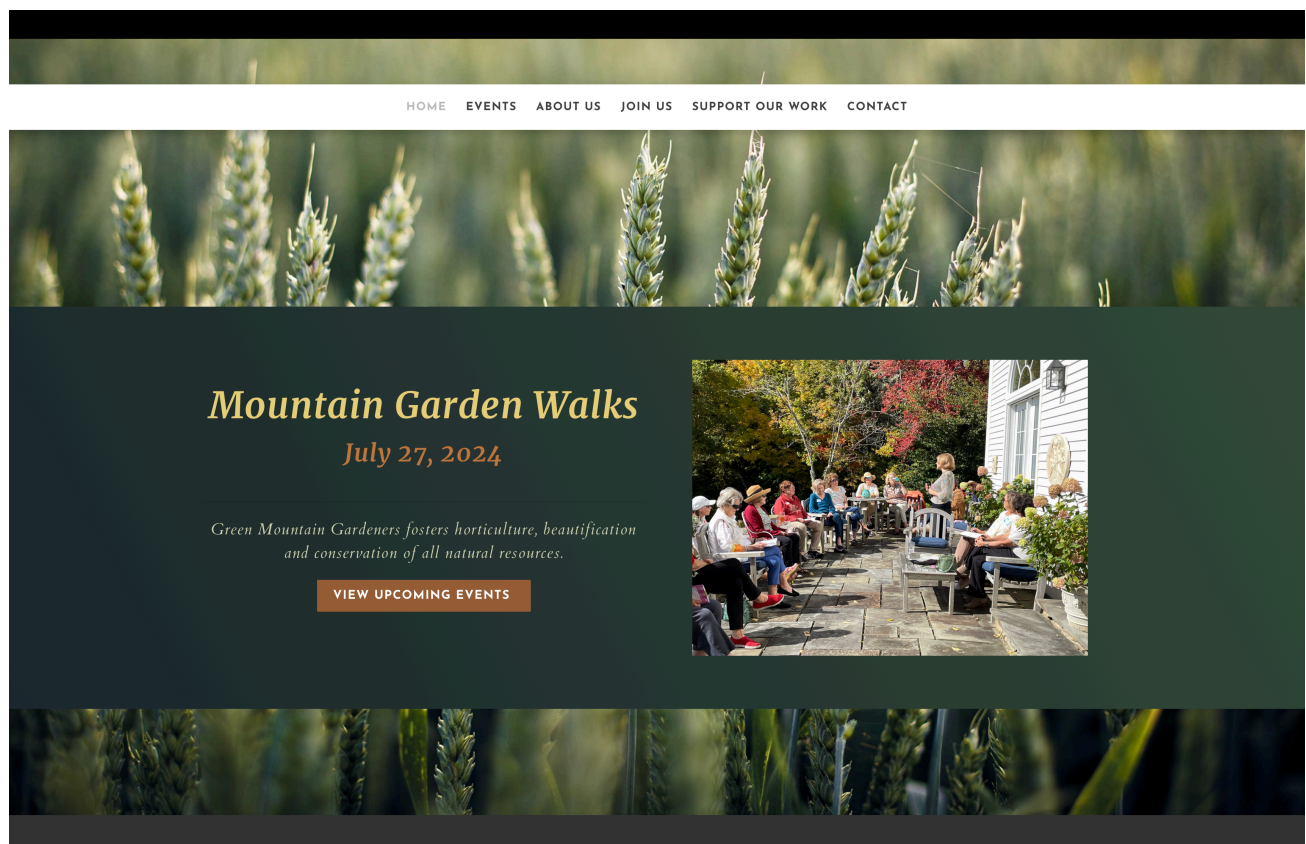 HOME EVENTS ABOUT US JOIN US SUPPORT OUR WORK CONTACT
Mountain Garden Walks
July 27, 2024
Green Mountain Gardeners fosters horticulture, beautification
and conservation of all natural resources.
VIEW UPCOMING EVENTS